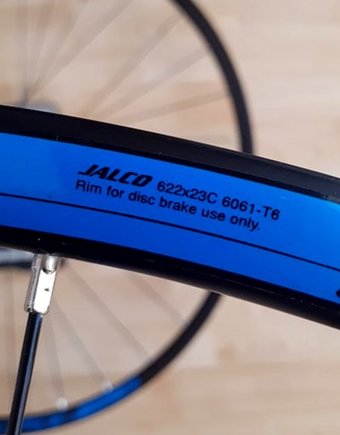 JALCO 622x23C 6061-T6
Rim for disc brake use only.